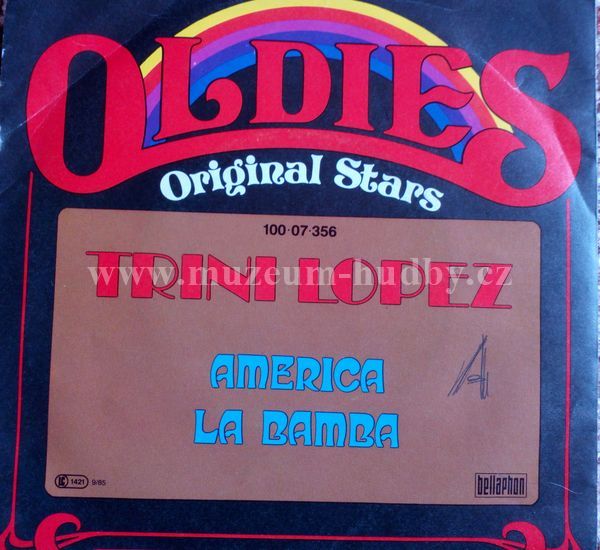 OLDIES
Original Stars
100·07·356
TRINI LOPEZ
www.muzeum-hudby.cz
AMERICA
LA BAMBA
A
LC 1421 9/85
bellaphon